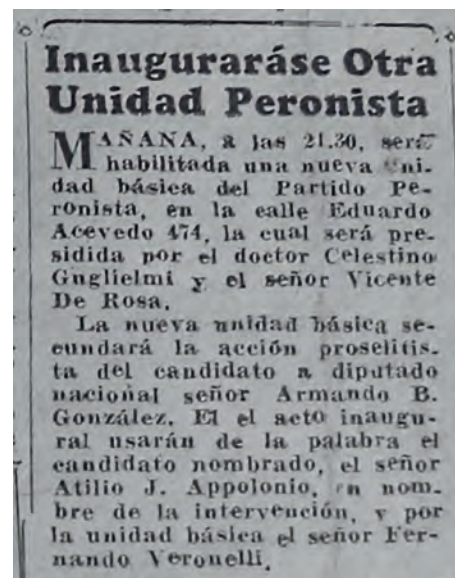 Inauguraráse Otra
Unidad Peronista
MAÑANA, a las 21.30, será
habilitada una nueva uni-
dad básica del Partido Pe-
ronista, en la calle Eduardo
Acevedo 474, la cual será pre-
sidida por el doctor Celestino
Guglielmi y el señor Vicente
De Rosa.
La nueva unidad básica se-
cundará la acción proselitis-
ta del candidato a diputado
nacional señor Armando B.
González. El el acto inaugu-
ral usarán de la palabra el
candidato nombrado, el señor
Atilio J. Appolonio, en nom-
bre de la intervención, y por
la unidad básica el señor Fer-
nando Veronelli.